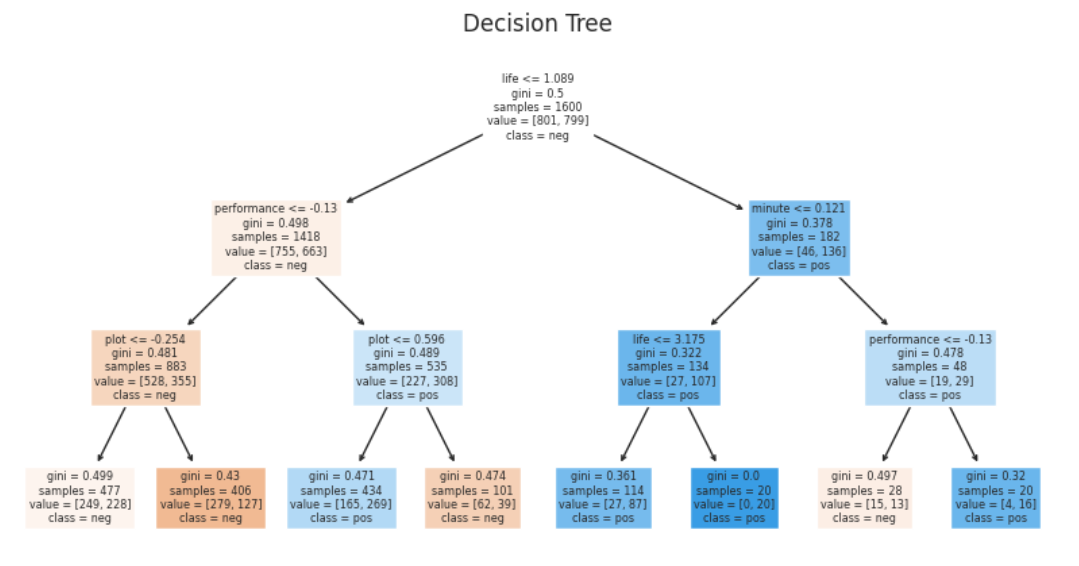 Decision Tree
life <= 1.089
gini = 0.5
samples = 1600
value = [801, 799]
class = neg
performance <= -0.13
gini = 0.498
samples = 1418
value = [755, 663]
class = neg
minute <= 0.121
gini = 0.378
samples = 182
value = [46, 136]
class = pos
plot <= -0.254
gini = 0.481
samples = 883
value = [528, 355]
class = neg
plot <= 0.596
gini = 0.489
samples = 535
value = [227, 308]
class = pos
life <= 3.175
gini = 0.322
samples = 134
value = [27, 107]
class = pos
performance <= -0.13
gini = 0.478
samples = 48
value = [19, 29]
class = pos
gini = 0.499
samples = 477
value = [249, 228]
class = neg
gini = 0.43
samples = 406
value = [279, 127]
class = neg
gini = 0.471
samples = 434
value = [165, 269]
class = pos
gini = 0.474
samples = 101
value = [62, 39]
class = neg
gini = 0.361
samples = 114
value = [27, 87]
class = pos
gini = 0.0
samples = 20
value = [0, 20]
class = pos
gini = 0.497
samples = 28
value = [15, 13]
class = neg
gini = 0.32
samples = 20
value = [4, 16]
class = pos